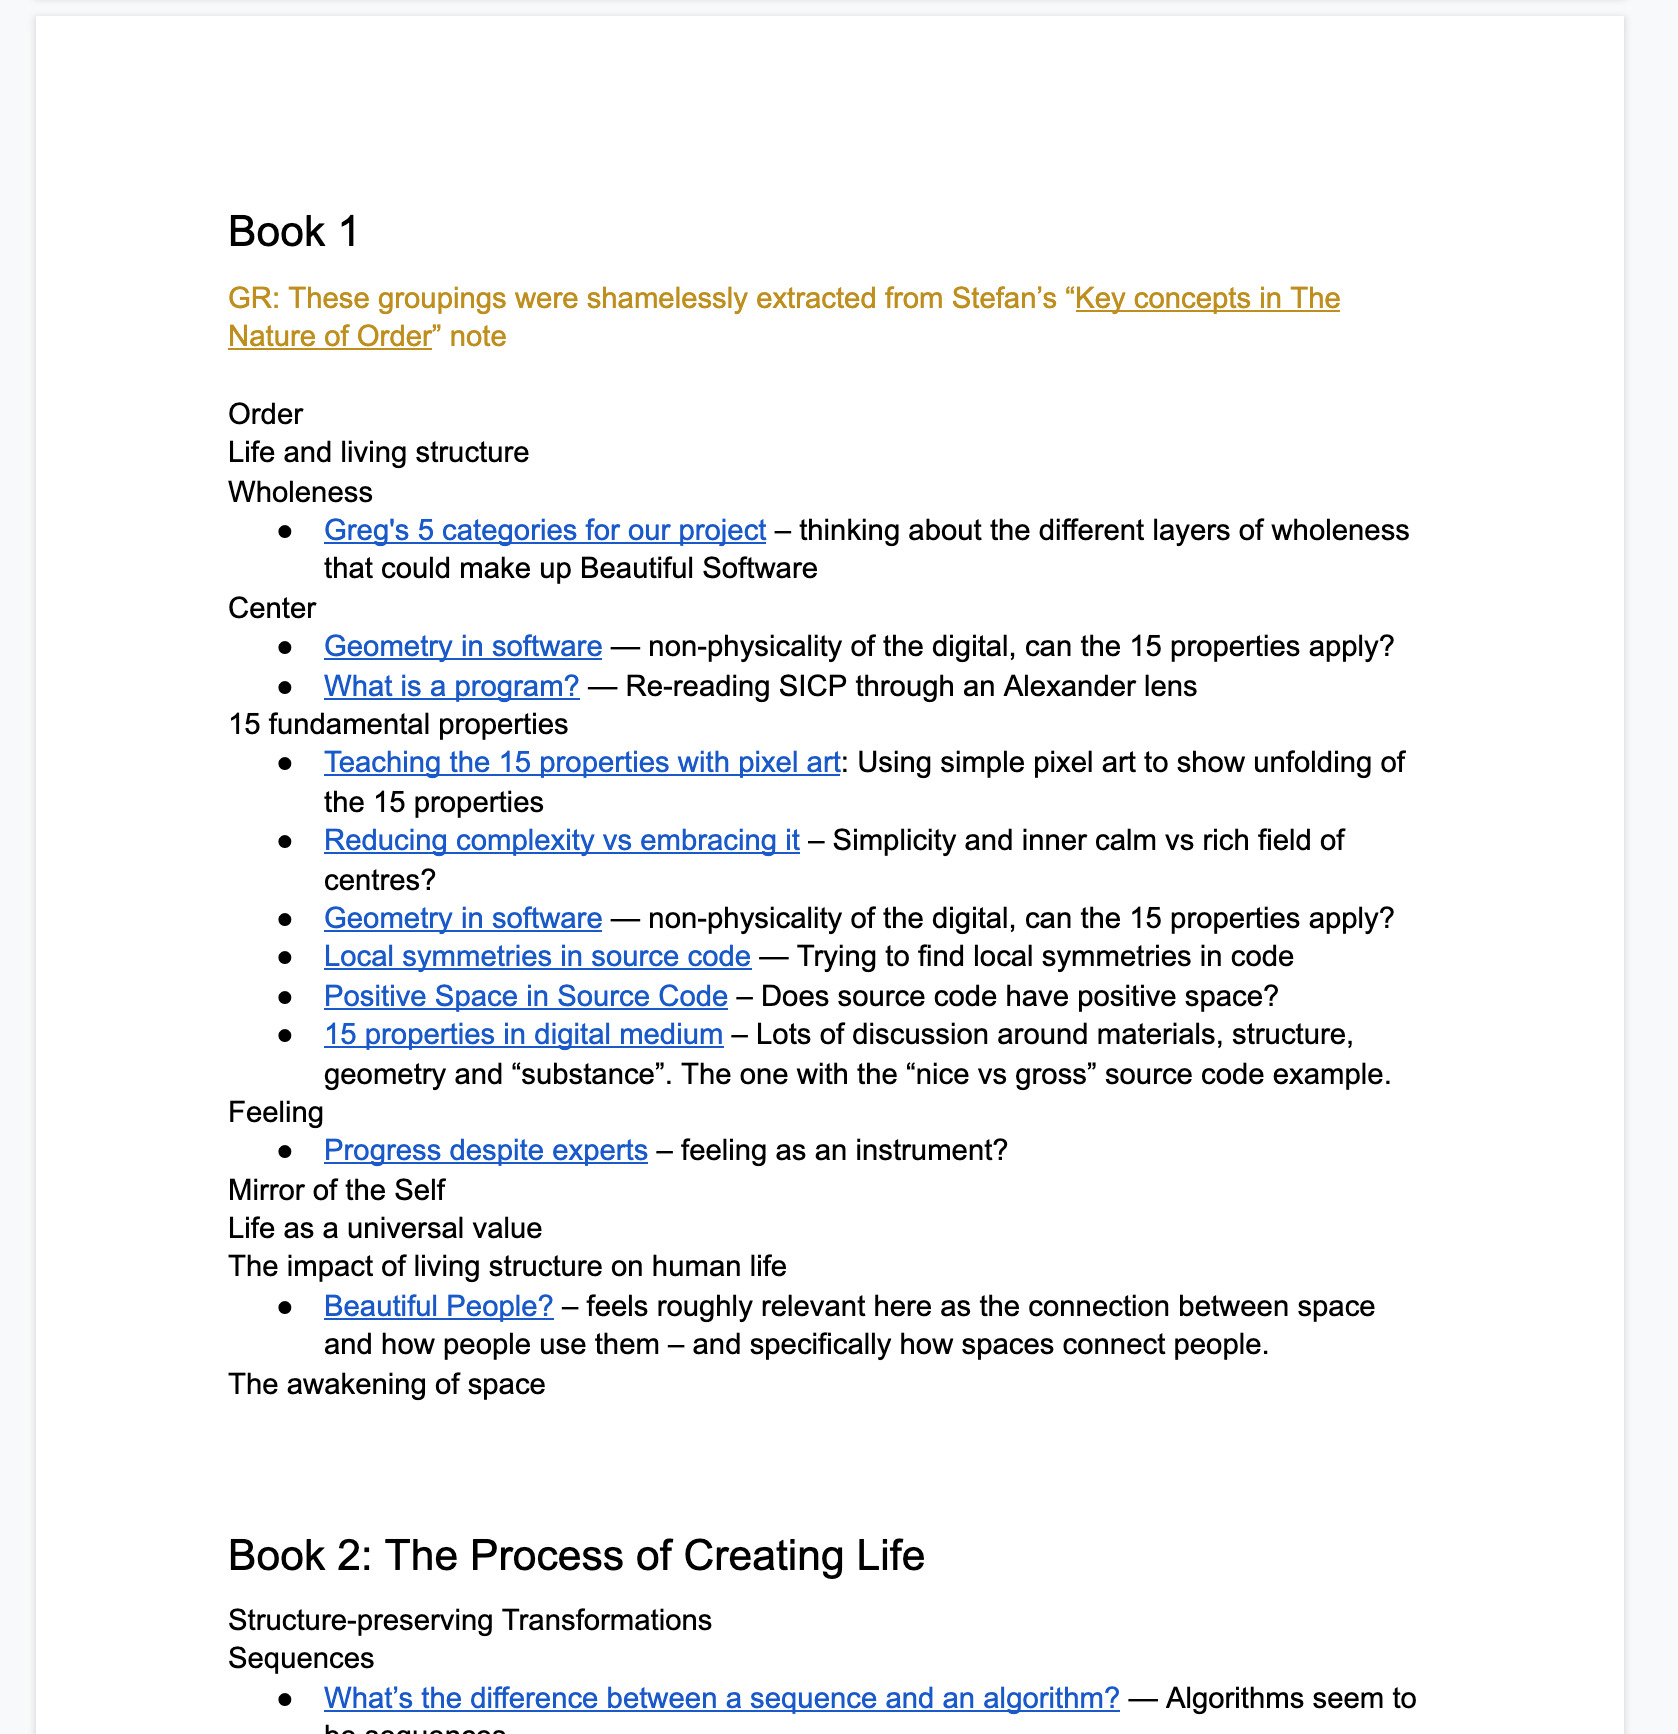 Book 1
GR: These groupings were shamelessly extracted from Stefan’s “Key concepts in The
Nature of Order” note
Order
Life and living structure
Wholeness
● Greg's 5 categories for our project – thinking about the different layers of wholeness
that could make up Beautiful Software
Center
● Geometry in software — non-physicality of the digital, can the 15 properties apply?
● What is a program? — Re-reading SICP through an Alexander lens
15 fundamental properties
● Teaching the 15 properties with pixel art: Using simple pixel art to show unfolding of
the 15 properties
● Reducing complexity vs embracing it – Simplicity and inner calm vs rich field of
centres?
● Geometry in software — non-physicality of the digital, can the 15 properties apply?
● Local symmetries in source code — Trying to find local symmetries in code
● Positive Space in Source Code – Does source code have positive space?
● 15 properties in digital medium – Lots of discussion around materials, structure,
geometry and “substance”. The one with the “nice vs gross” source code example.
Feeling
● Progress despite experts – feeling as an instrument?
Mirror of the Self
Life as a universal value
The impact of living structure on human life
● Beautiful People? – feels roughly relevant here as the connection between space
and how people use them – and specifically how spaces connect people.
The awakening of space
Book 2: The Process of Creating Life
Structure-preserving Transformations
Sequences
● What’s the difference between a sequence and an algorithm? — Algorithms seem to
be sequences